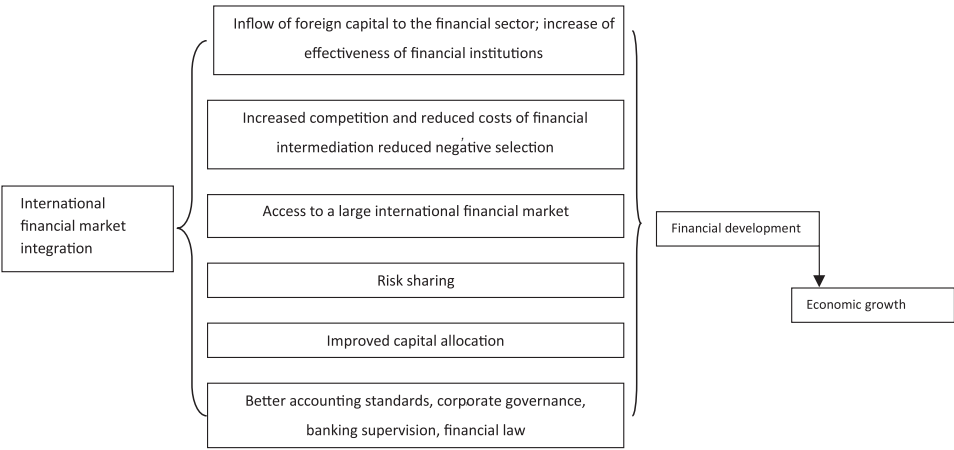 International
financial market
integration
Inflow of foreign capital to the financial sector; increase of
effectiveness of financial institutions
Increased competition and reduced costs of financial
intermediation reduced negative selection
Access to a large international financial market
Risk sharing
Improved capital allocation
Better accounting standards, corporate governance,
banking supervision, financial law
Financial development
Economic growth